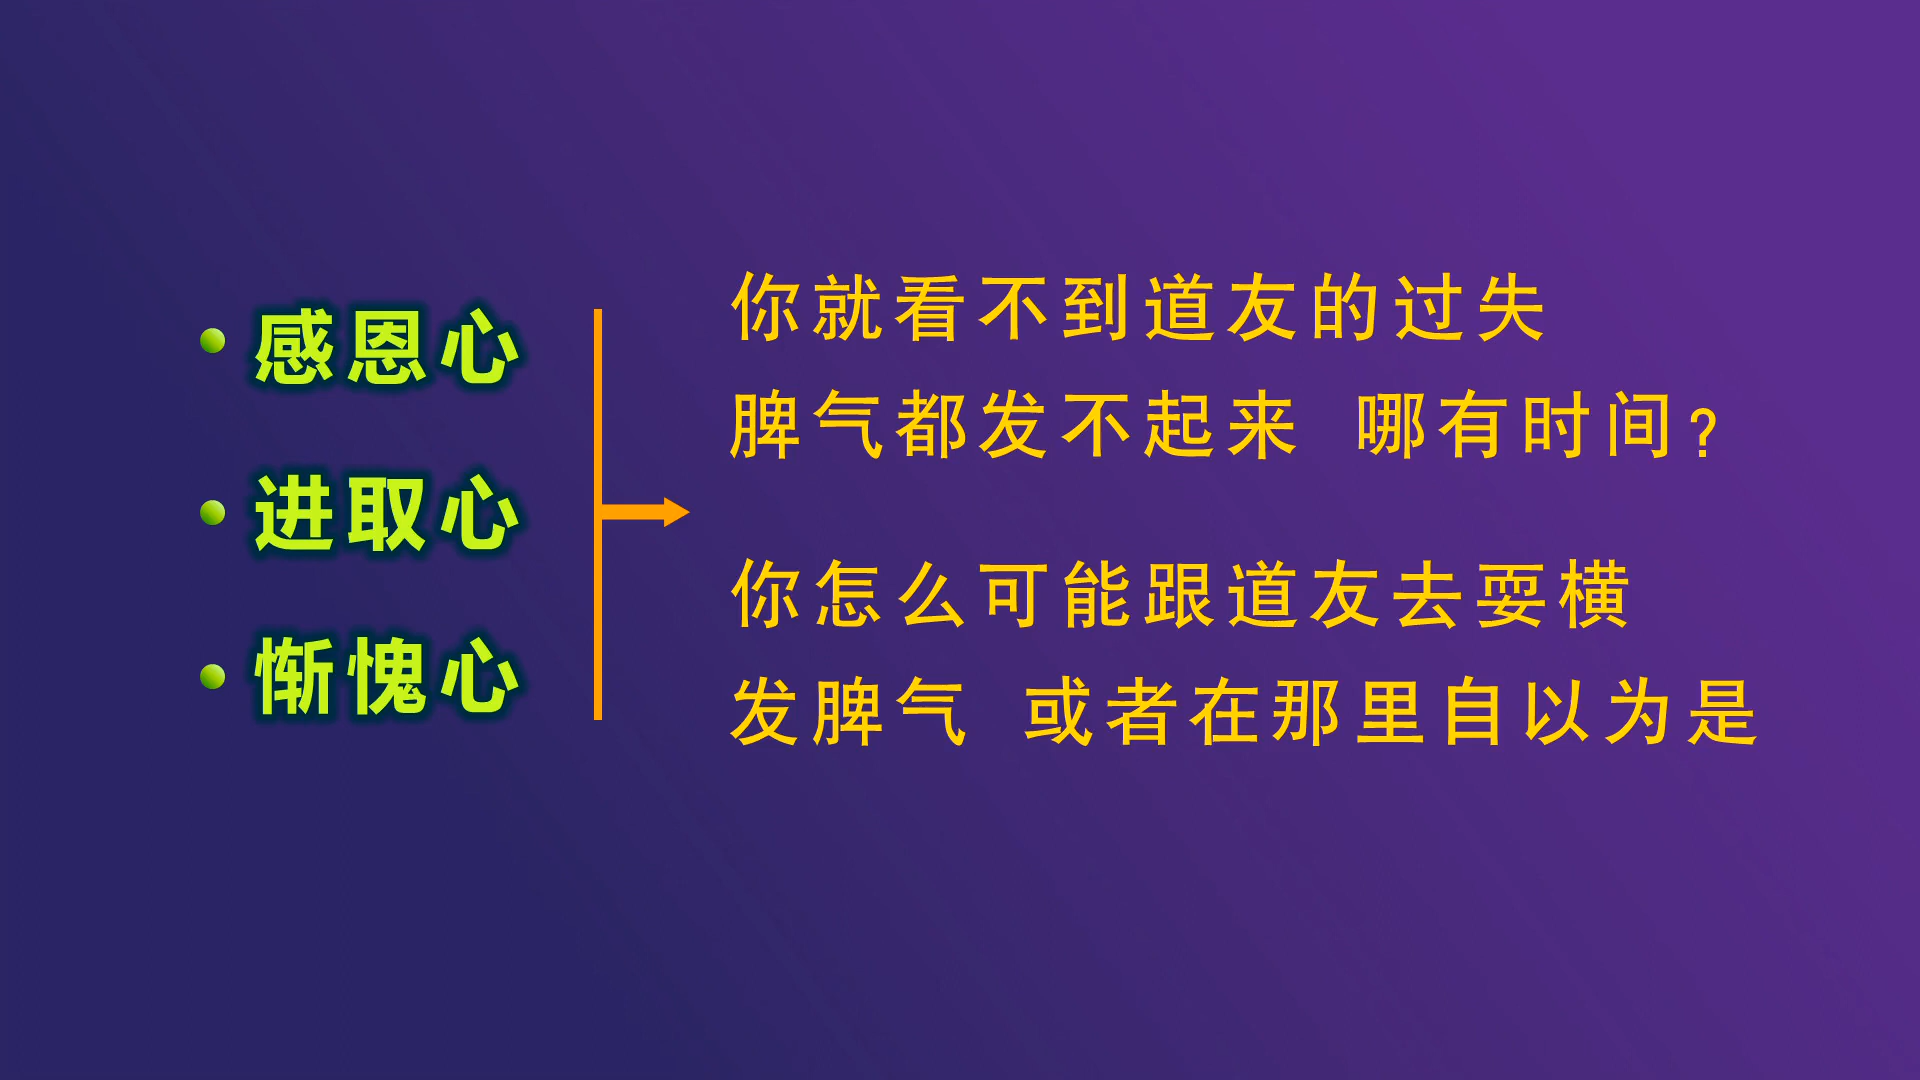 • 感恩心
• 进取心
• 惭愧心
你就看不到道友的过失
脾气都发不起来 哪有时间?
你怎么可能跟道友去耍横
发脾气 或者在那里自以为是